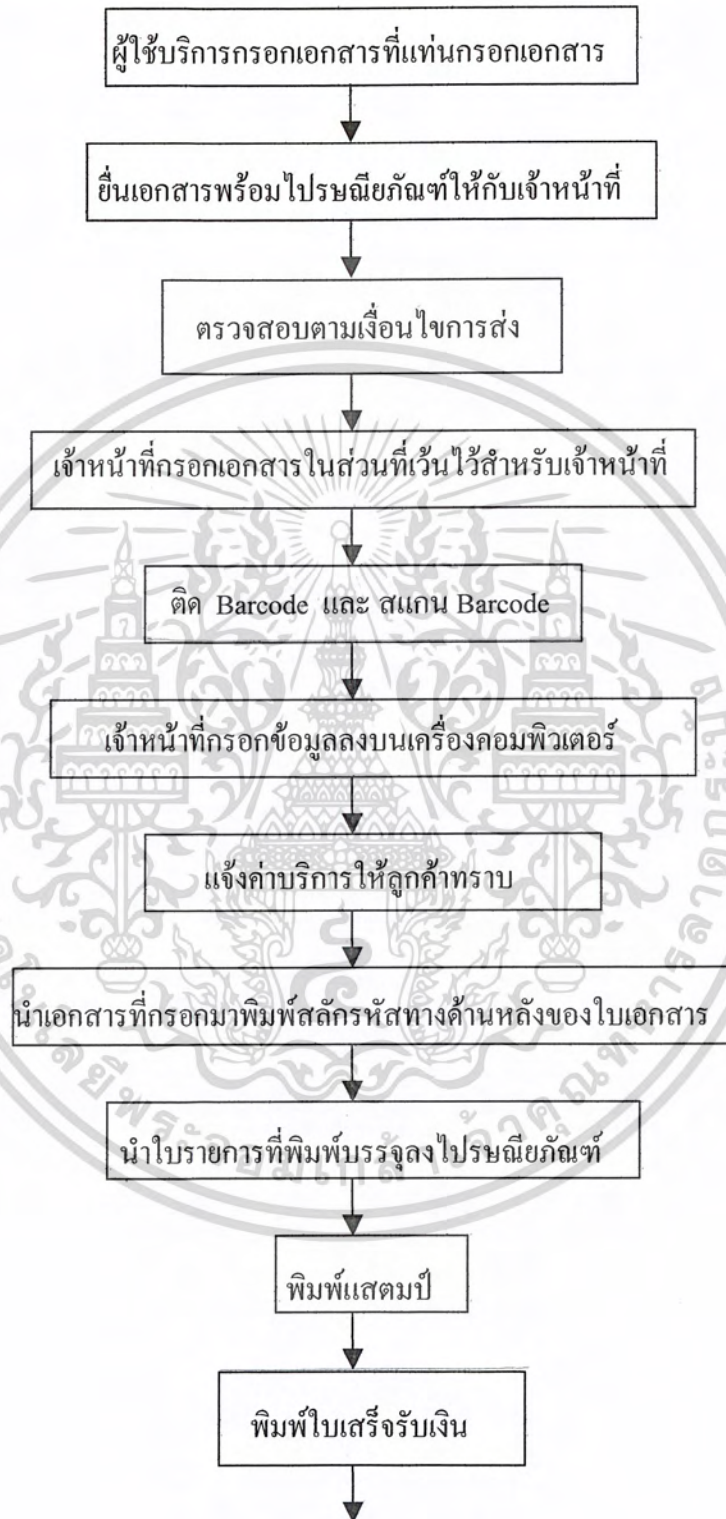 ผู้ใช้บริการกรอกเอกสารที่แท่นกรอกเอกสาร
ยื่นเอกสารพร้อมไปรษณียภัณฑ์ให้กับเจ้าหน้าที่
ตรวจสอบตามเงื่อนไขการส่ง
เจ้าหน้าที่กรอกเอกสารในส่วนที่เว้นไว้สำหรับเจ้าหน้าที่
ติด Barcode และ สแกน Barcode
เจ้าหน้าที่กรอกข้อมูลลงบนเครื่องคอมพิวเตอร์
แจ้งค่าบริการให้ลูกค้าทราบ
นำเอกสารที่กรอกมาพิมพ์สลักรหัสทางด้านหลังของใบเอกสาร
นำใบรายการที่พิมพ์บรรจุลงไปรษณียภัณฑ์
พิมพ์แสตมป์
พิมพ์ใบเสร็จรับเงิน